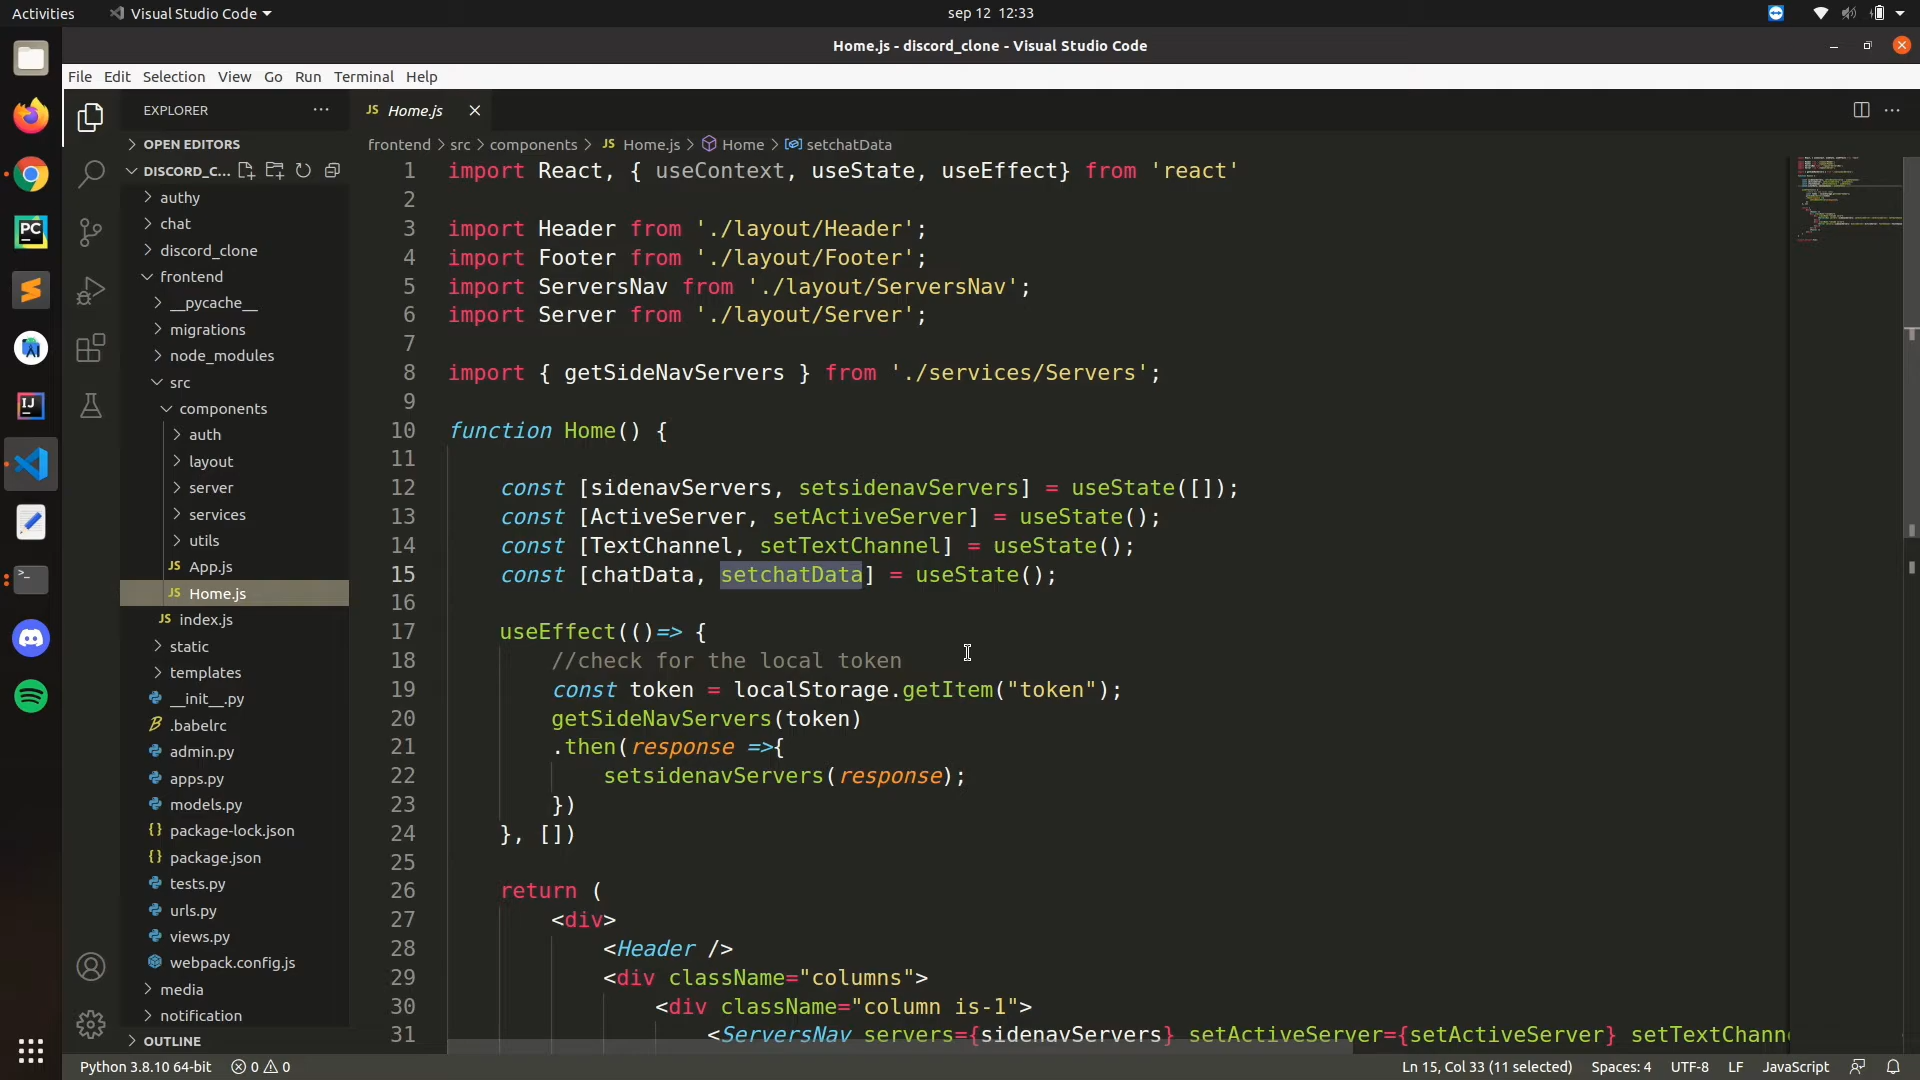 Activities
Visual Studio Code
sep 12 12:33
Home.js - discord_clone - Visual Studio Code
File Edit Selection View Go Run Terminal Help
EXPLORER
OPEN EDITORS
DISCORD_C...
authy
chat
discord_clone
frontend
__pycache__
migrations
node_modules
src
components
auth
layout
server
services
utils
JS App.js
JS Home.js
JS index.js
static
templates
__init__.py
.babelrc
admin.py
apps.py
models.py
{} package-lock.json
{} package.json
tests.py
urls.py
views.py
webpack.config.js
media
notification
OUTLINE
JS Home.js
frontend > src > components > JS Home.js > Home > setchatData
1 import React, { useContext, useState, useEffect} from 'react'
2
3 import Header from './layout/Header';
4 import Footer from './layout/Footer';
5 import ServersNav from './layout/ServersNav';
6 import Server from './layout/Server';
7
8 import { getSideNavServers } from './services/Servers';
9
10 function Home() {
11
12 const [sidenavServers, setsidenavServers] = useState([]);
13 const [ActiveServer, setActiveServer] = useState();
14 const [TextChannel, setTextChannel] = useState();
15 const [chatData, setchatData] = useState();
16
17 useEffect(()=> {
18 //check for the local token
19 const token = localStorage.getItem("token");
20 getSideNavServers(token)
21 .then(response =>{
22 setsidenavServers(response);
23 })
24 }, [])
25
26 return (
27 <div>
28 <Header />
29 <div className="columns">
30 <div className="column is-1">
31 <ServersNav servers={sidenavServers} setActiveServer={setActiveServer} setTextChann
Python 3.8.10 64-bit
0
0
Ln 15, Col 33 (11 selected)
Spaces: 4
UTF-8
LF
JavaScript
PC
IJ